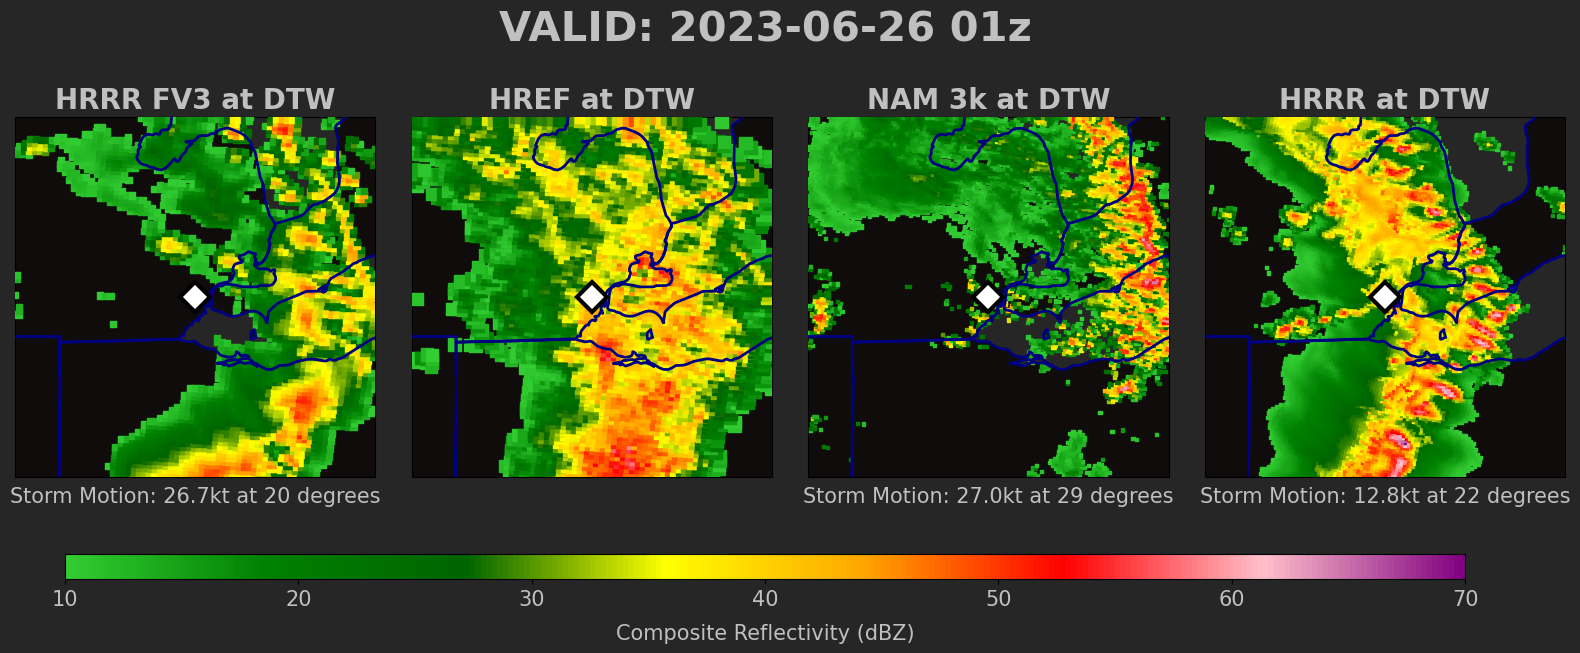 VALID: 2023-06-26 01z
HRRR FV3 at DTW
HREF at DTW
NAM 3k at DTW
HRRR at DTW
Storm Motion: 26.7kt at 20 degrees
Storm Motion: 27.0kt at 29 degrees
Storm Motion: 12.8kt at 22 degrees
10 20 30 40 50 60 70
Composite Reflectivity (dBZ)